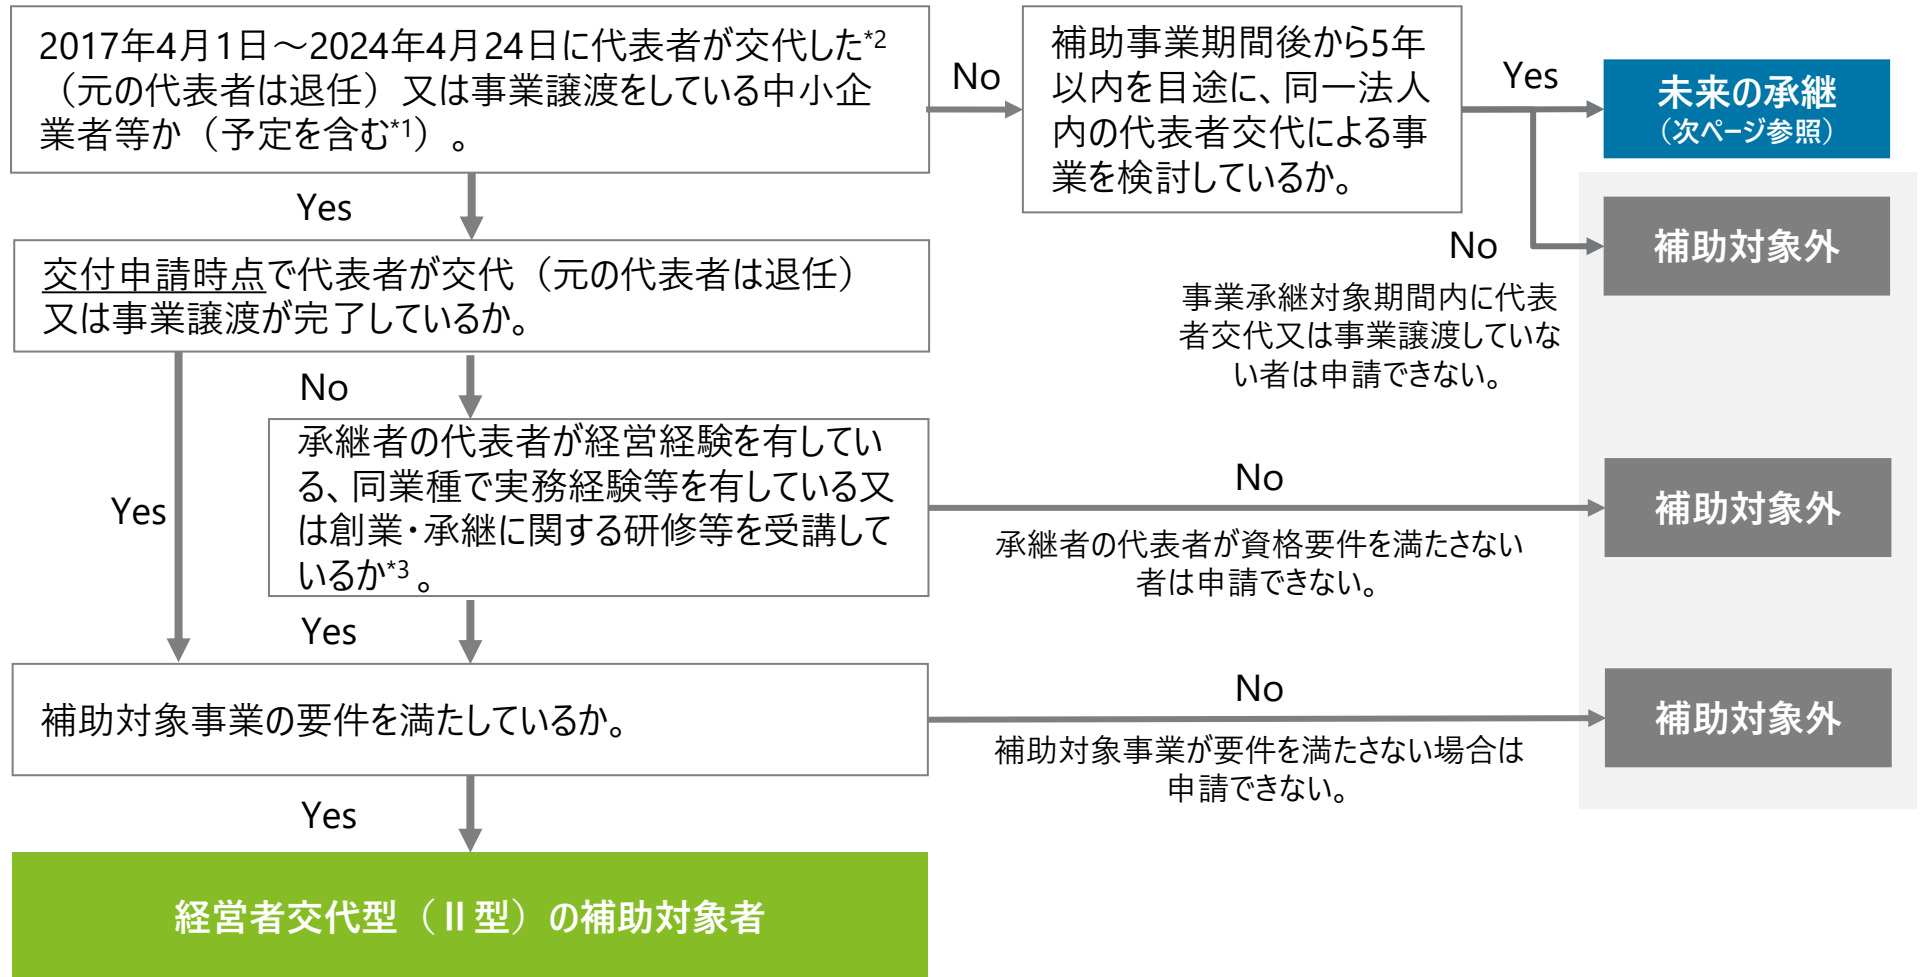 2017年4月1日～2024年4月24日に代表者が交代した*2
（元の代表者は退任）又は事業譲渡をしている中小企
業者等か（予定を含む*1）。
No
補助事業期間後から5年
以内を目途に、同一法人
内の代表者交代による事
業を検討しているか。
Yes
未来の承継
（次ページ参照）
Yes
No
補助対象外
事業承継対象期間内に代表
者交代又は事業譲渡していな
い者は申請できない。
交付申請時点で代表者が交代（元の代表者は退任）
又は事業譲渡が完了しているか。
No
Yes
承継者の代表者が経営経験を有してい
る、同業種で実務経験等を有している又
は創業・承継に関する研修等を受講して
いるか*3 。
No
補助対象外
承継者の代表者が資格要件を満たさない
者は申請できない。
Yes
補助対象事業の要件を満たしているか。
No
補助対象外
補助対象事業が要件を満たさない場合は
申請できない。
Yes
経営者交代型（Ⅱ型）の補助対象者